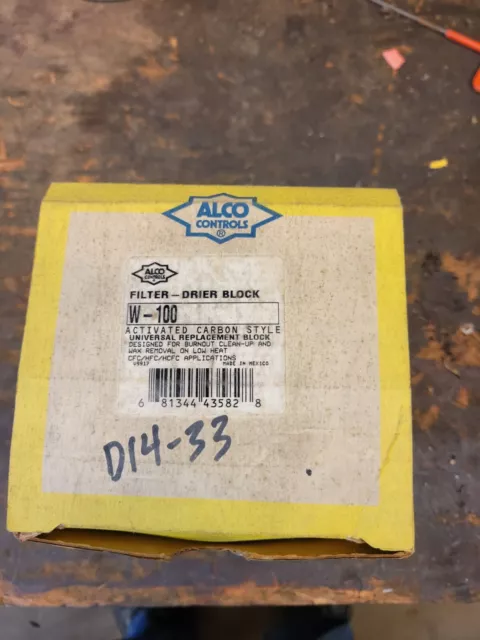 ALCO
CONTROLS
®
ALCO
CONTROLS
FILTER-DRIER BLOCK
W-100
ACTIVATED CARBON STYLE
UNIVERSAL REPLACEMENT BLOCK
DESIGNED FOR BURNOUT CLEAN-UP AND
WAX REMOVAL ON LOW HEAT
CFC/HFC/HCFC APPLICATIONS
MADE IN MEXICO
6 81344 43582 8
D14-33